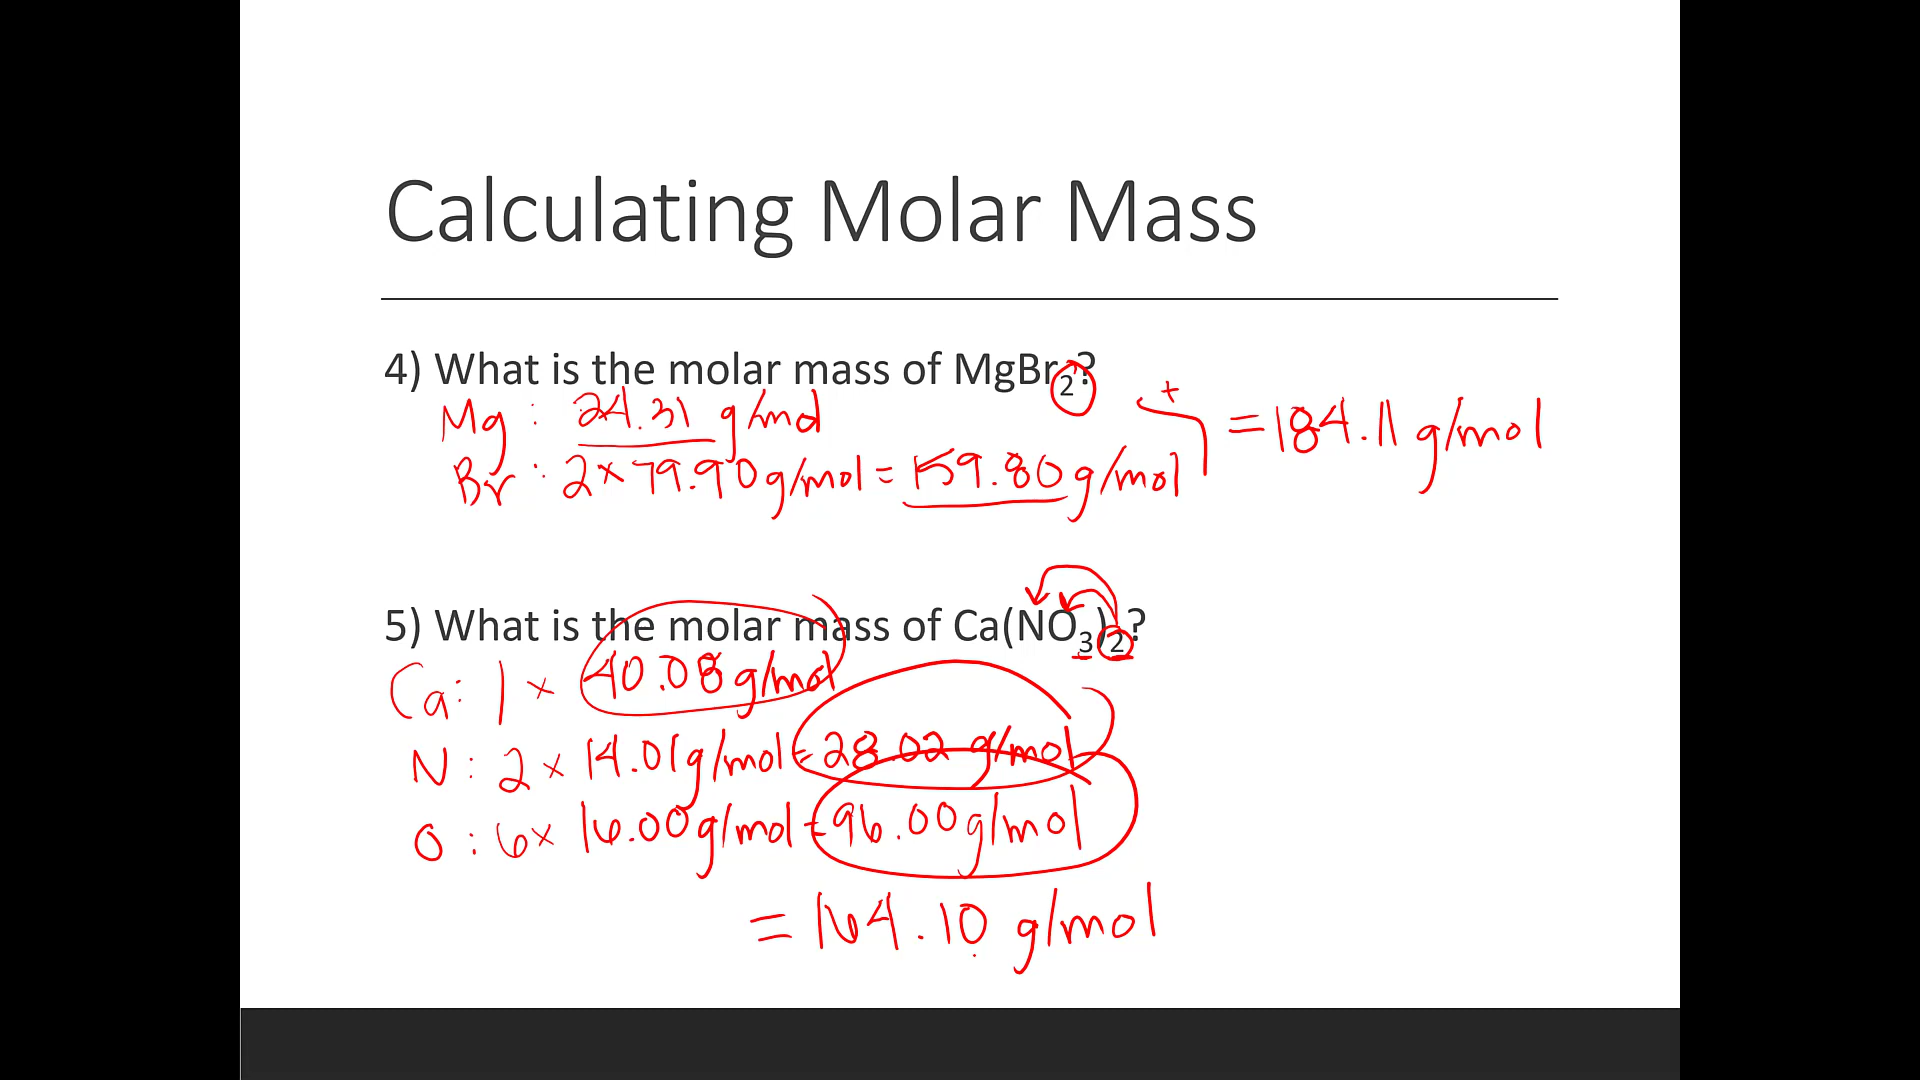 Calculating Molar Mass
4) What is the molar mass of MgBr₂?
Mg : 24.31 g/mol
+
= 184.11 g/mol
Br : 2 × 79.90 g/mol = 159.80 g/mol
5) What is the molar mass of Ca(NO₃)₂?
Ca: 1 × 40.08 g/mol
N : 2 × 14.01 g/mol = 28.02 g/mol
O : 6 × 16.00 g/mol = 96.00 g/mol
= 164.10 g/mol